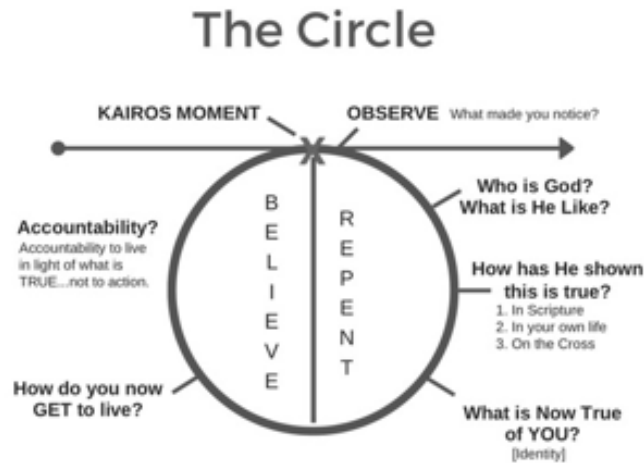 The Circle
KAIROS MOMENT
OBSERVE What made you notice?
X
Who is God?
What is He Like?
BELIEVE
REPENT
Accountability?
Accountability to live
in light of what is
TRUE...not to action.
How has He shown
this is true?
1. In Scripture
2. In your own life
3. On the Cross
How do you now
GET to live?
What is Now True
of YOU?
[Identity]